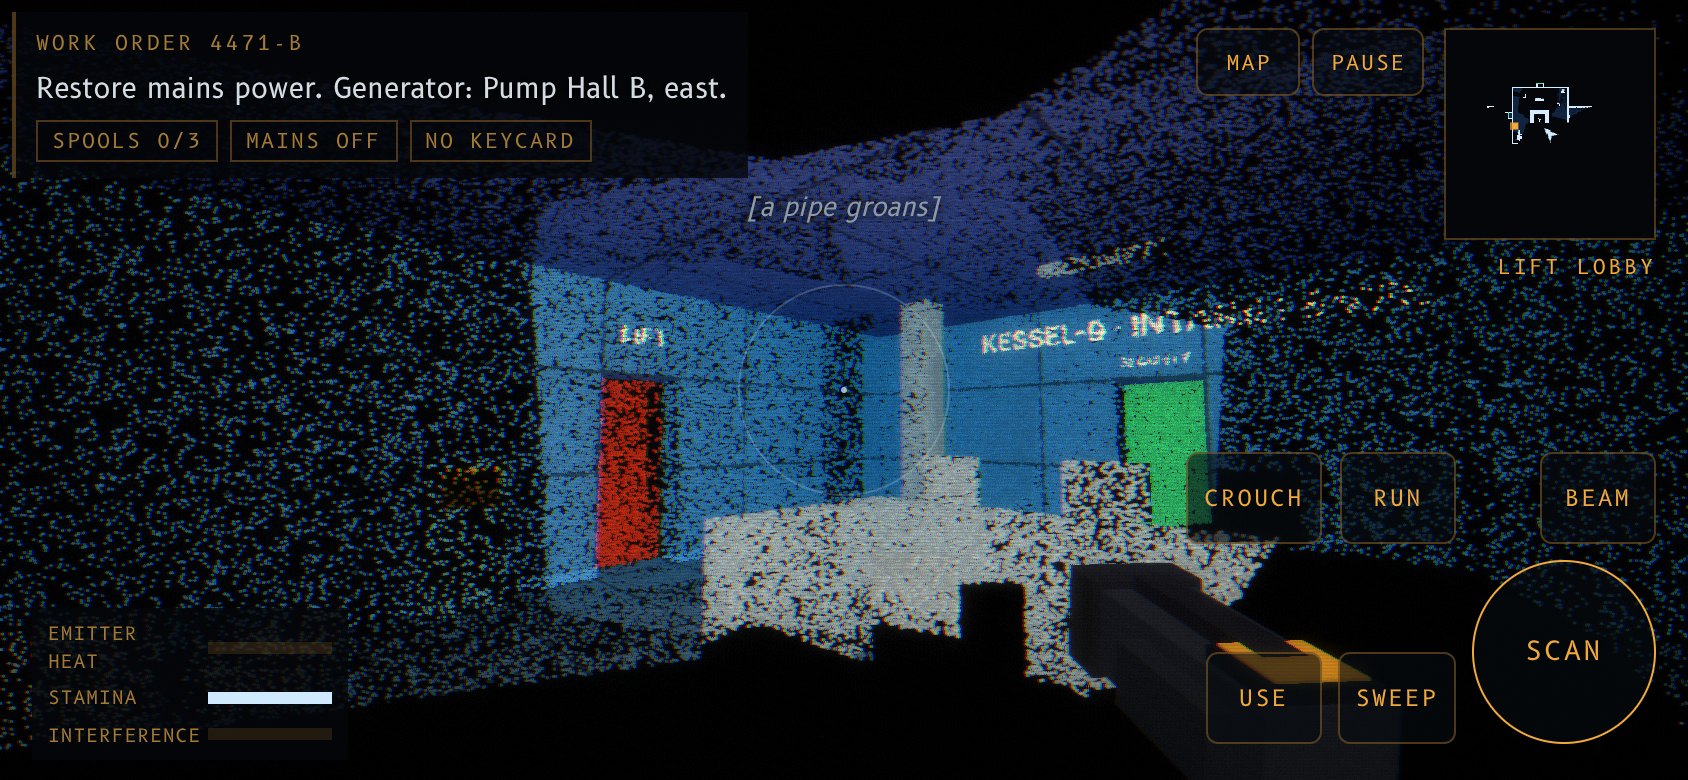 WORK ORDER 4471-B
Restore mains power. Generator: Pump Hall B, east.
SPOOLS 0/3
MAINS OFF
NO KEYCARD
MAP
PAUSE
[a pipe groans]
LIFT LOBBY
KESSEL-9 ·
CROUCH
RUN
BEAM
SCAN
USE
SWEEP
EMITTER
HEAT
STAMINA
INTERFERENCE